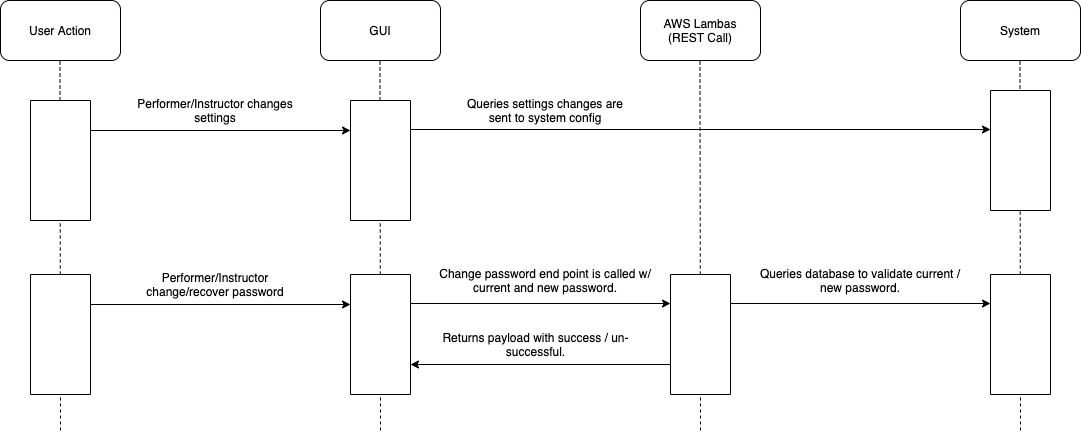 User Action
GUI
AWS Lambas
(REST Call)
System
Performer/Instructor changes
settings
Queries settings changes are
sent to system config
Performer/Instructor
change/recover password
Change password end point is called w/
current and new password.
Queries database to validate current /
new password.
Returns payload with success / un-
successful.